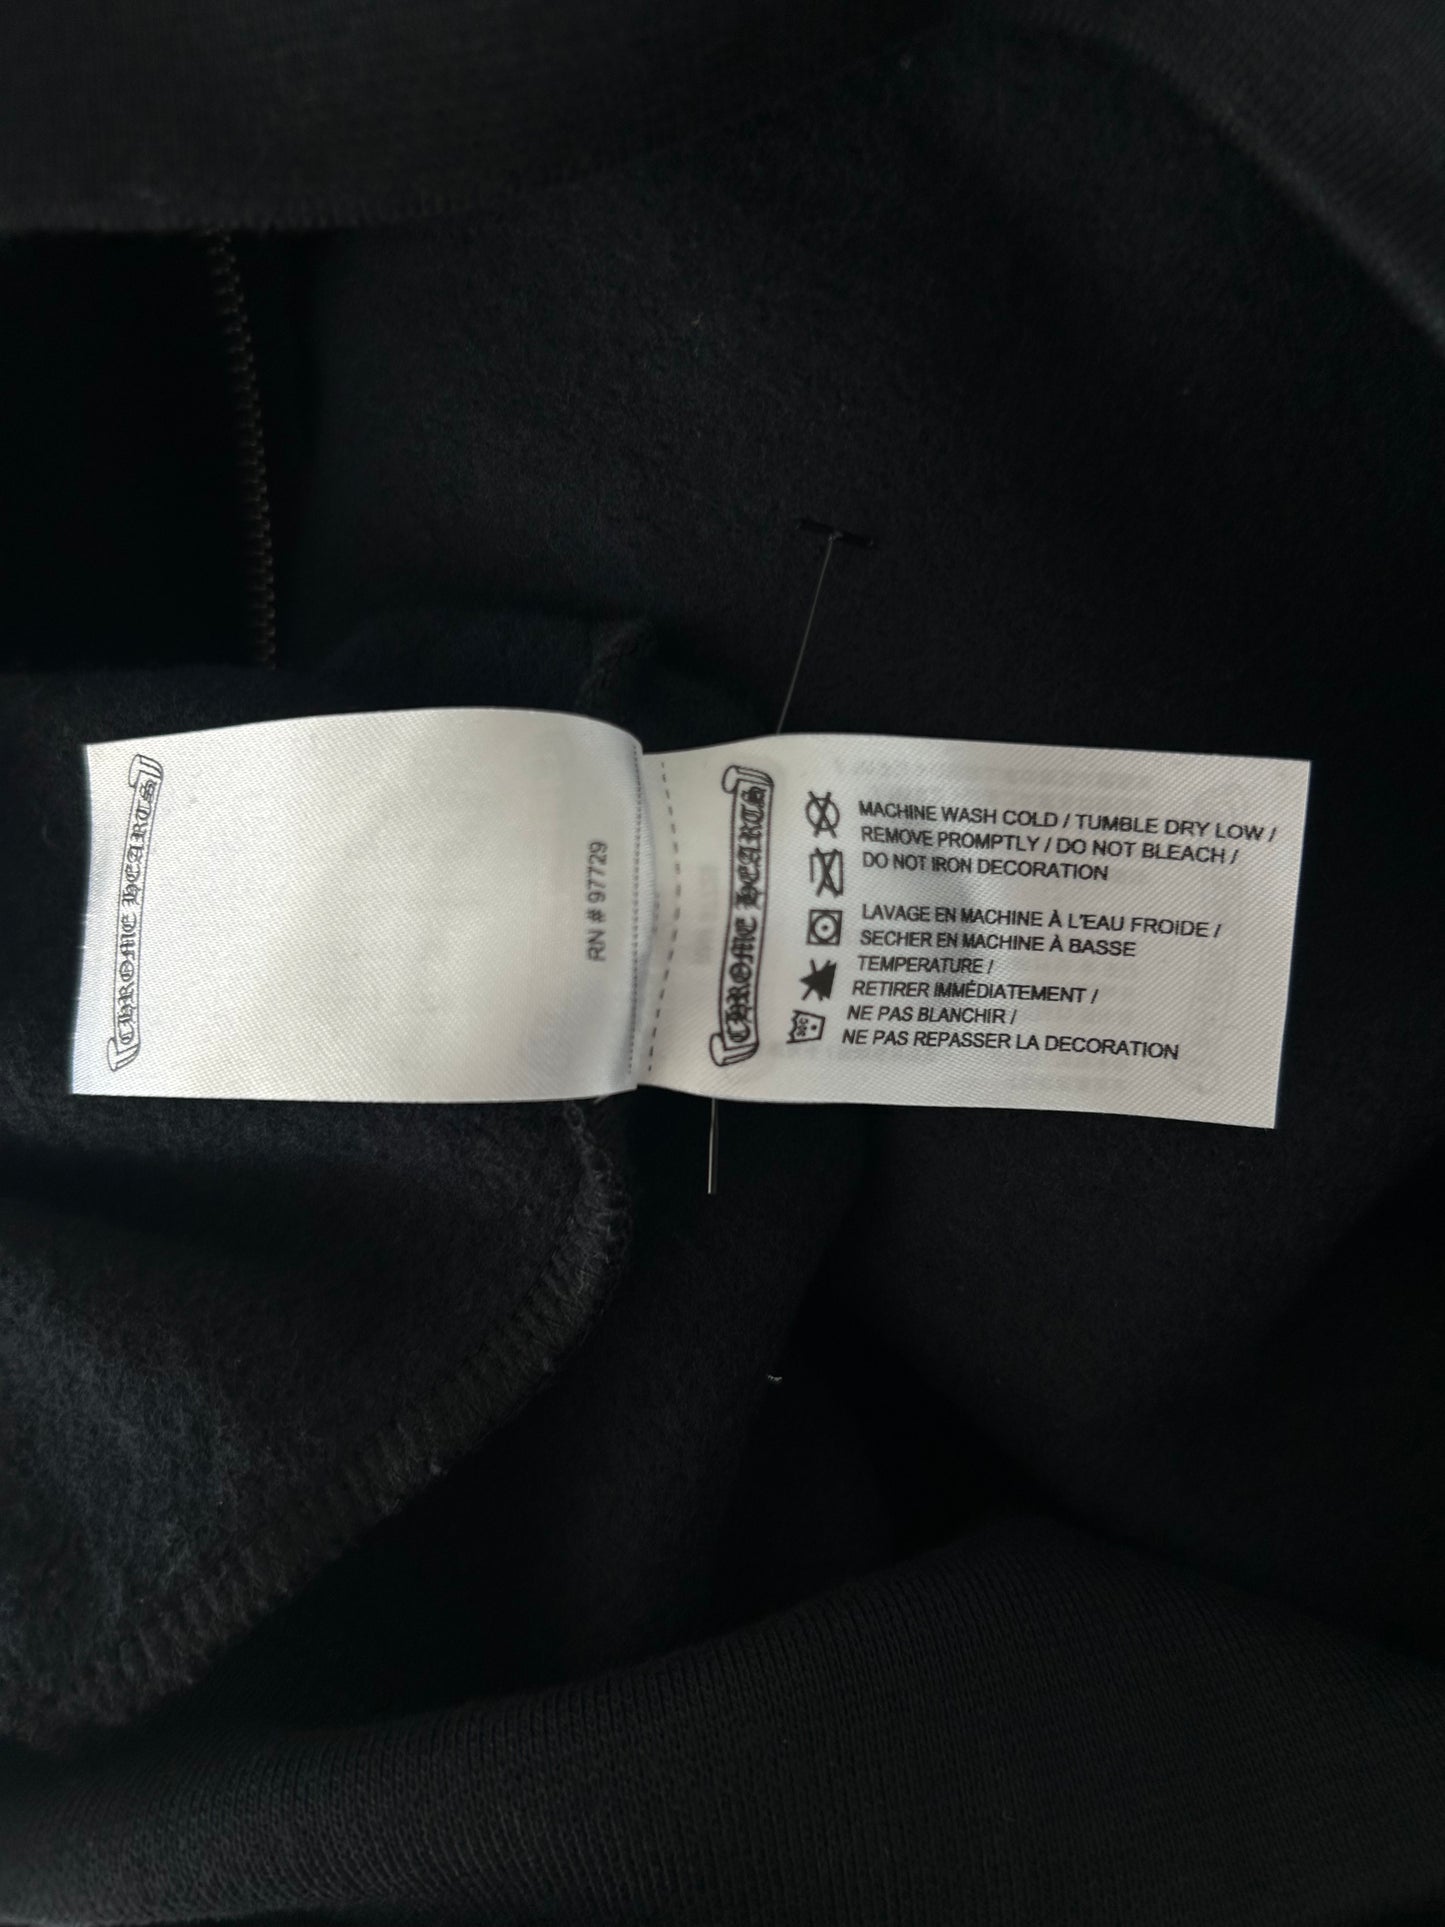 CHROME HEARTS
RN # 97729
CHROME HEARTS
MACHINE WASH COLD / TUMBLE DRY LOW /
REMOVE PROMPTLY / DO NOT BLEACH /
DO NOT IRON DECORATION
LAVAGE EN MACHINE À L'EAU FROIDE /
SECHER EN MACHINE À BASSE
TEMPERATURE /
RETIRER IMMÉDIATEMENT /
NE PAS BLANCHIR /
NE PAS REPASSER LA DECORATION